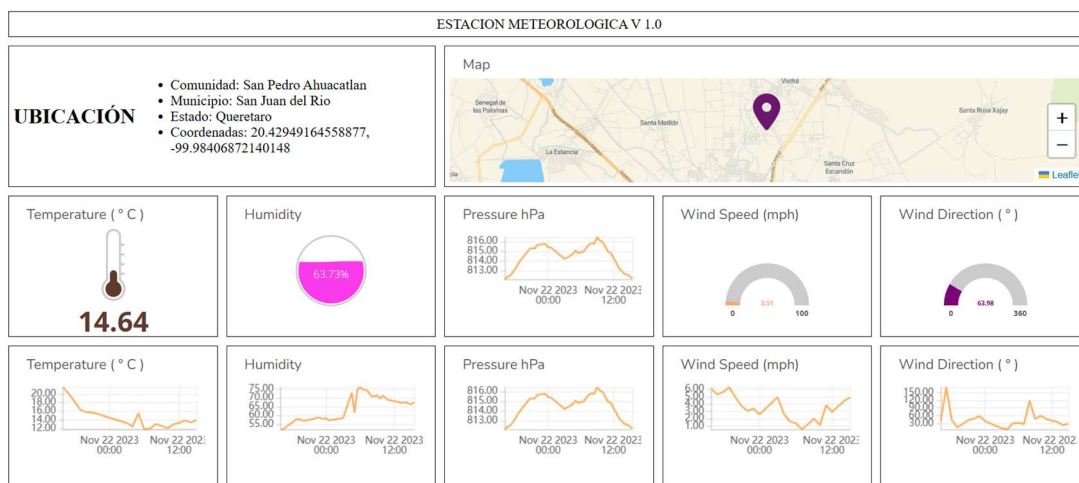 ESTACION METEOROLOGICA V 1.0
UBICACIÓN
• Comunidad: San Pedro Ahuacatlan
• Municipio: San Juan del Rio
• Estado: Queretaro
• Coordenadas: 20.42949164558877,
-99.98406872140148
Map
Senegal de
las Palomas
La Estancia
Santa Matilde
Visthá
Santa Cruz
Escandón
Santa Rosa Xajay
+
−
Leaflet
Temperature ( ° C )
14.64
Humidity
63.73%
Pressure hPa
816.00
815.00
814.00
813.00
Nov 22 2023
00:00
Nov 22 2023
12:00
Wind Speed (mph)
3.51
0
100
Wind Direction ( ° )
63.98
0
360
Temperature ( ° C )
20.00
18.00
16.00
14.00
12.00
Nov 22 2023
00:00
Nov 22 202
12:00
Humidity
75.00
70.00
65.00
60.00
55.00
Nov 22 2023
00:00
Nov 22 2023
12:00
Pressure hPa
816.00
815.00
814.00
813.00
Nov 22 2023
00:00
Nov 22 2023
12:00
Wind Speed (mph)
6.00
5.00
4.00
3.00
2.00
1.00
Nov 22 2023
00:00
Nov 22 202
12:00
Wind Direction ( ° )
150.00
120.00
90.00
60.00
30.00
Nov 22 2023
00:00
Nov 22 202
12:00